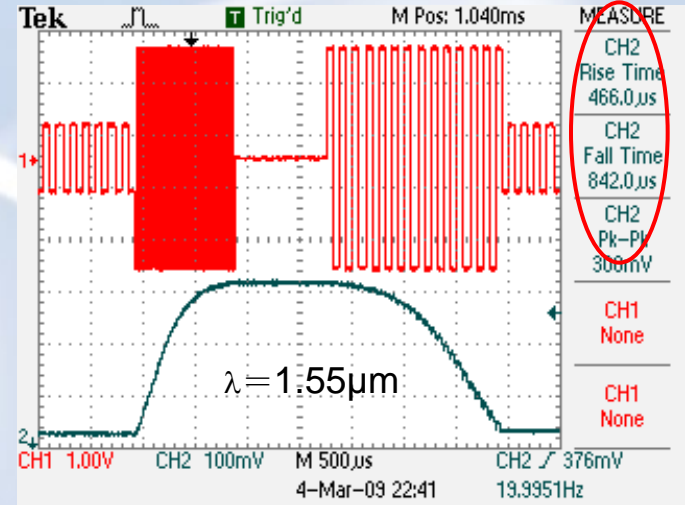 Tek T Trig'd M Pos: 1.040ms MEASURE
CH2
Rise Time
466.0µs
CH2
Fall Time
842.0µs
CH2
Pk-Pk
300mV
CH1
None
CH1
None
1
λ=1.55µm
2
CH1 1.00V CH2 100mV M 500µs CH2 376mV
4-Mar-09 22:41 19.9951Hz